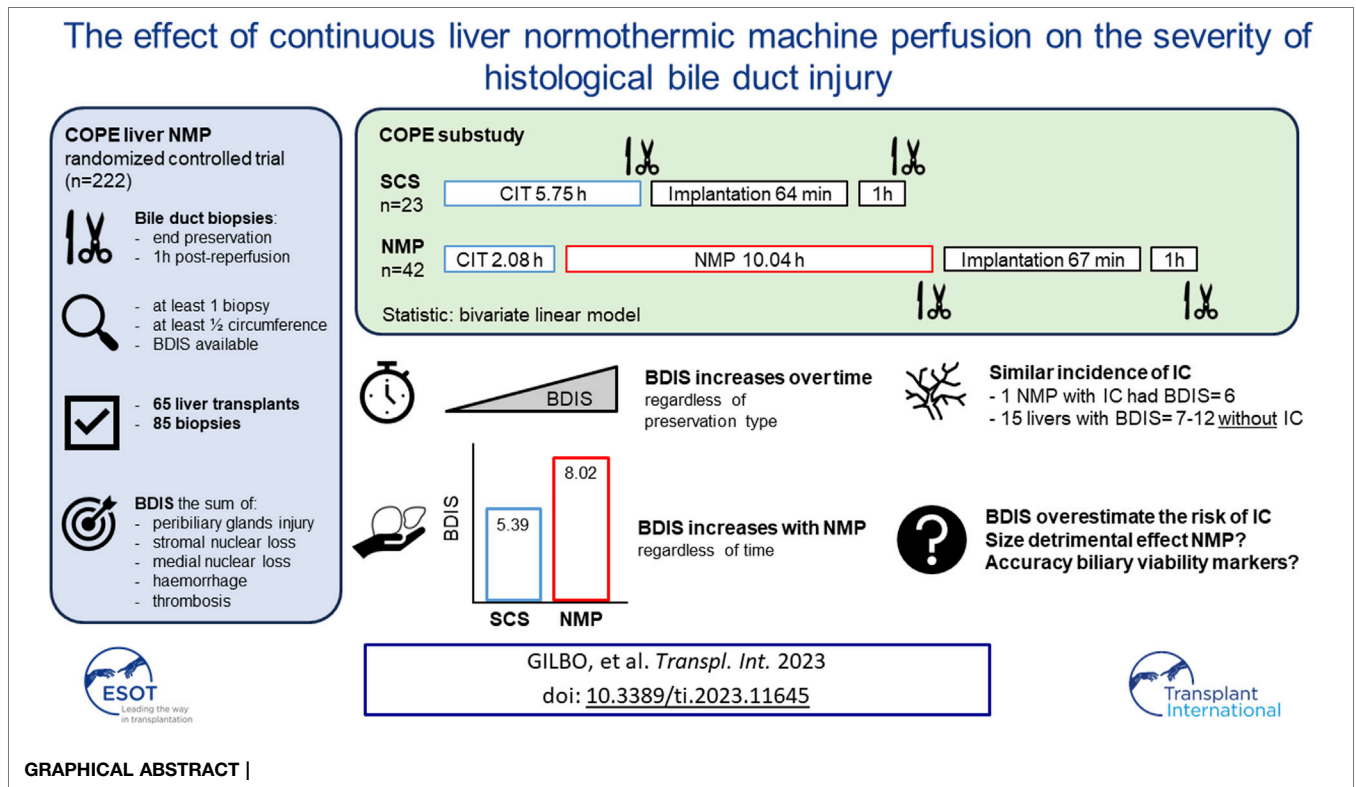 The effect of continuous liver normothermic machine perfusion on the severity of
histological bile duct injury
COPE liver NMP
randomized controlled trial
(n=222)
Bile duct biopsies:
- end preservation
- 1h post-reperfusion
- at least 1 biopsy
- at least ½ circumference
- BDIS available
- 65 liver transplants
- 85 biopsies
BDIS the sum of:
- peribiliary glands injury
- stromal nuclear loss
- medial nuclear loss
- haemorrhage
- thrombosis
COPE substudy
SCS
n=23
CIT 5.75 h
Implantation 64 min
1h
NMP
n=42
CIT 2.08 h
NMP 10.04 h
Implantation 67 min
1h
Statistic: bivariate linear model
BDIS
BDIS increases over time
regardless of
preservation type
Similar incidence of IC
- 1 NMP with IC had BDIS= 6
- 15 livers with BDIS= 7-12 without IC
BDIS
5.39
8.02
SCS NMP
BDIS increases with NMP
regardless of time
BDIS overestimate the risk of IC
Size detrimental effect NMP?
Accuracy biliary viability markers?
ESOT
Leading the way
in transplantation
GILBO, et al. Transpl. Int. 2023
doi: 10.3389/ti.2023.11645
Transplant
International
GRAPHICAL ABSTRACT |